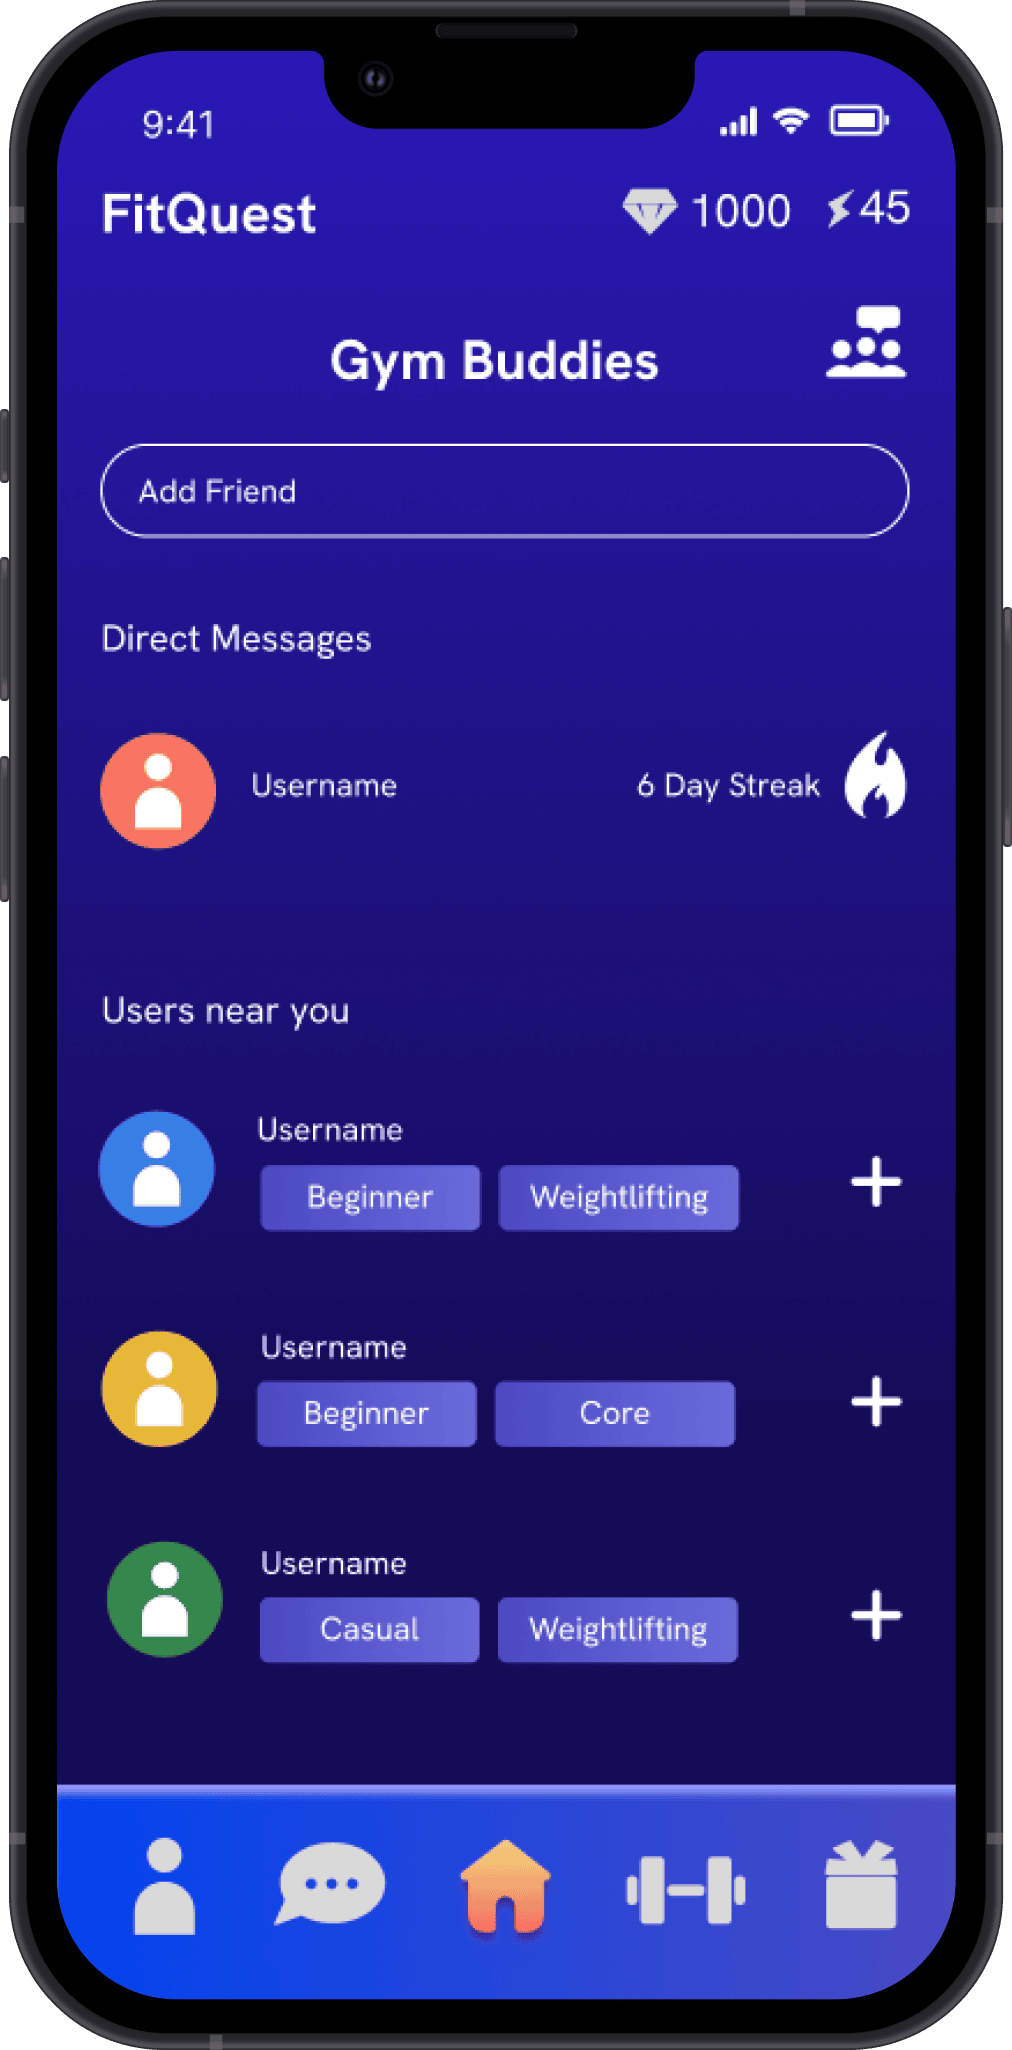 9:41
FitQuest 1000 45
Gym Buddies
Add Friend
Direct Messages
Username 6 Day Streak
Users near you
Username
Beginner Weightlifting
Username
Beginner Core
Username
Casual Weightlifting